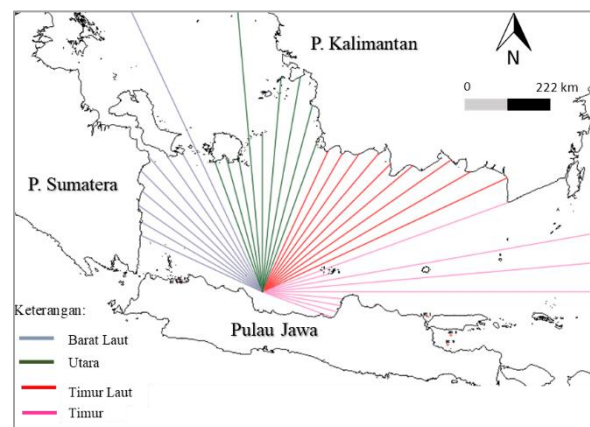 P. Kalimantan
N
0 222 km
P. Sumatera
Keterangan:
Barat Laut
Utara
Timur Laut
Timur
Pulau Jawa